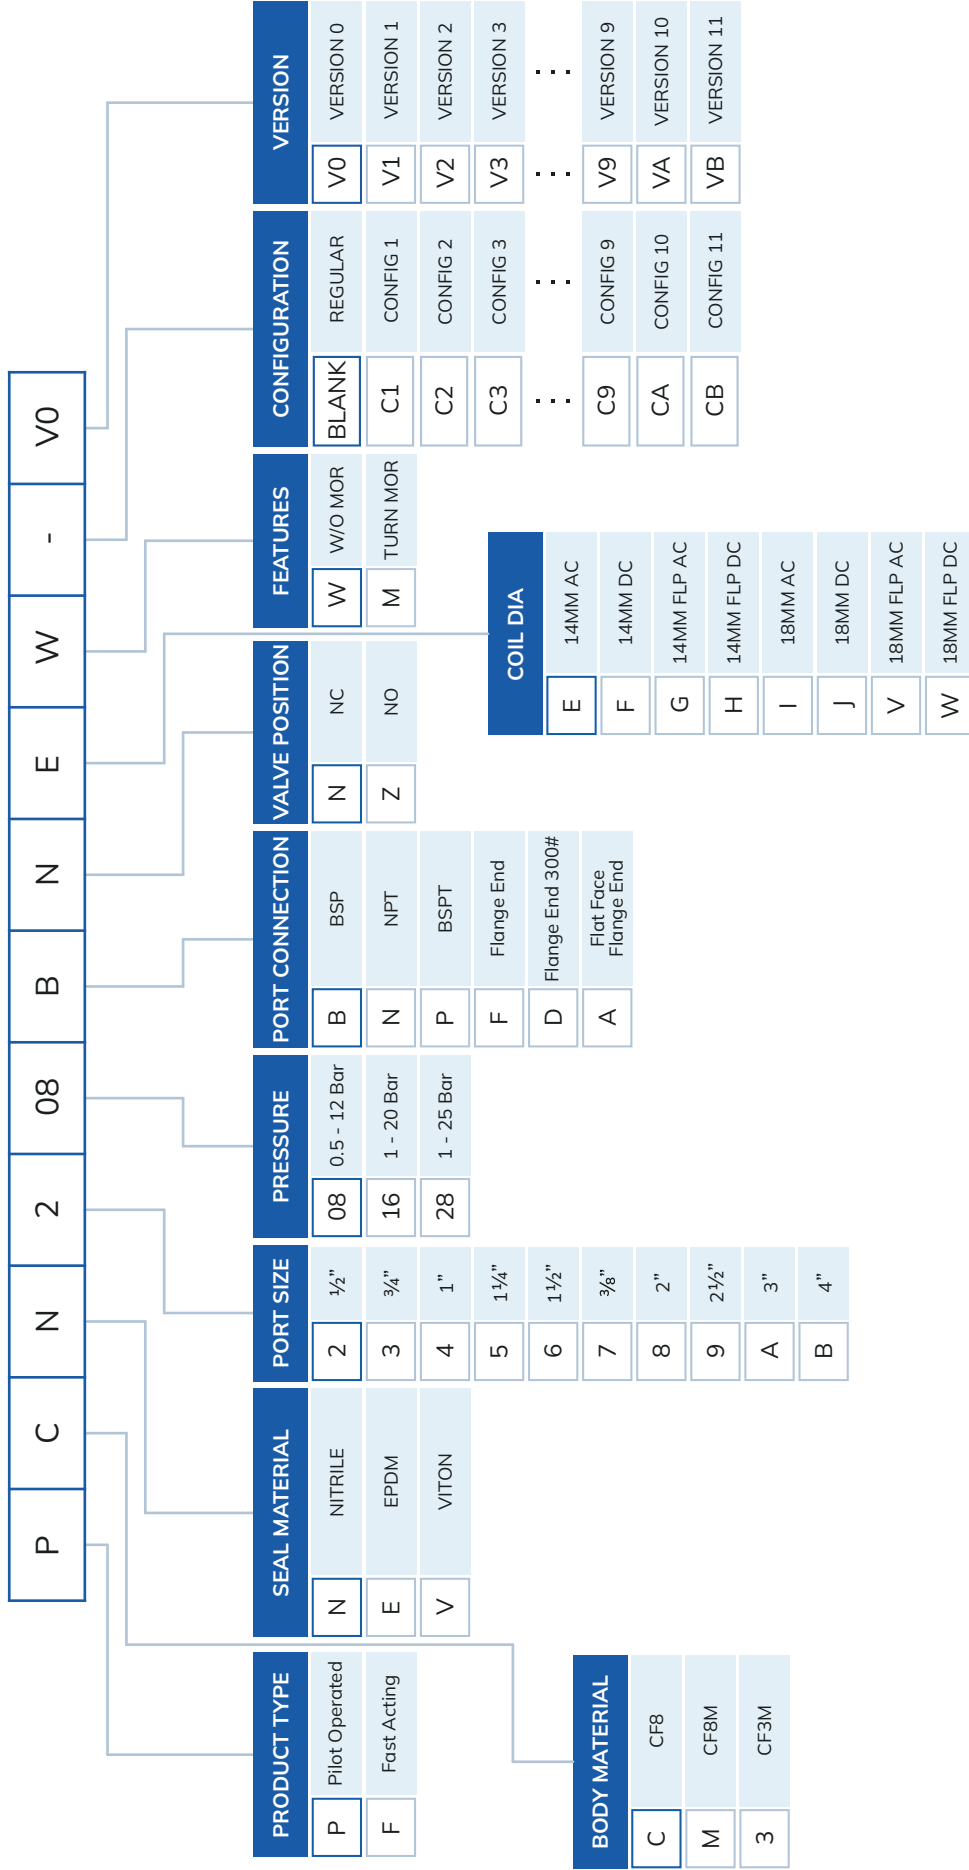 P C N 2 08 B N E W - V0
PRODUCT TYPE
P Pilot Operated
F Fast Acting
BODY MATERIAL
C CF8
M CF8M
3 CF3M
SEAL MATERIAL
N NITRILE
E EPDM
V VITON
PORT SIZE
2 ½”
3 ¾”
4 1”
5 1¼”
6 1½”
7 ⅜”
8 2”
9 2½”
A 3”
B 4”
PRESSURE
08 0.5 - 12 Bar
16 1 - 20 Bar
28 1 - 25 Bar
PORT CONNECTION
B BSP
N NPT
P BSPT
F Flange End
D Flange End 300#
A Flat Face
Flange End
VALVE POSITION
N NC
Z NO
COIL DIA
E 14MM AC
F 14MM DC
G 14MM FLP AC
H 14MM FLP DC
I 18MM AC
J 18MM DC
V 18MM FLP AC
W 18MM FLP DC
FEATURES
W W/O MOR
M TURN MOR
CONFIGURATION
BLANK REGULAR
C1 CONFIG 1
C2 CONFIG 2
C3 CONFIG 3
... ...
C9 CONFIG 9
CA CONFIG 10
CB CONFIG 11
VERSION
V0 VERSION 0
V1 VERSION 1
V2 VERSION 2
V3 VERSION 3
... ...
V9 VERSION 9
VA VERSION 10
VB VERSION 11